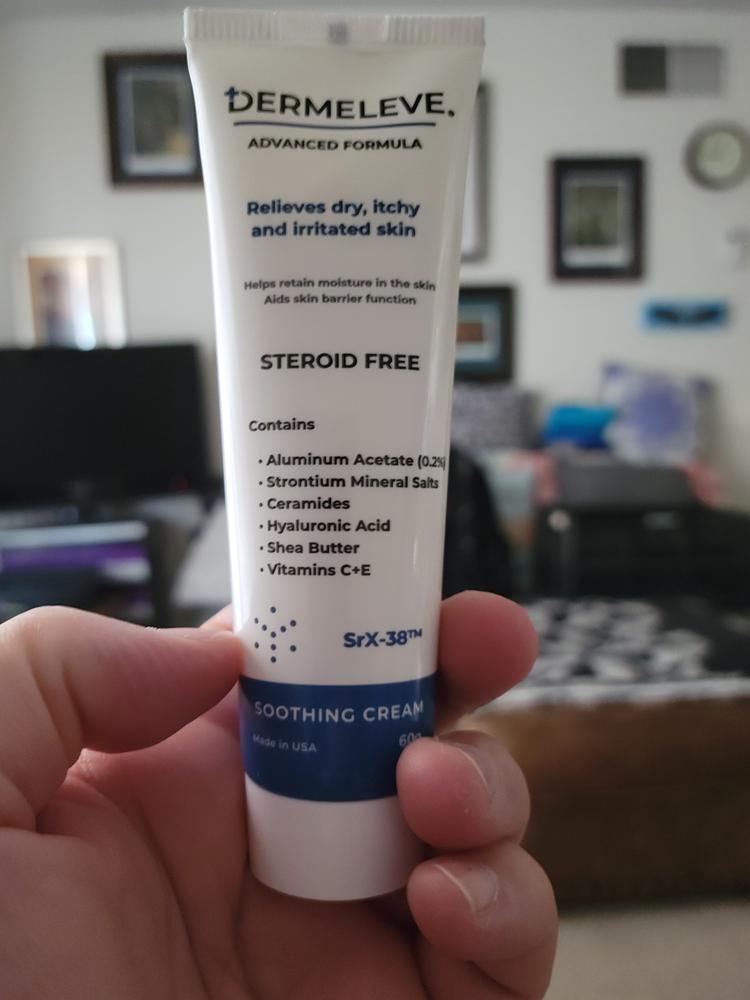 DERMELEVE.
ADVANCED FORMULA
Relieves dry, itchy
and irritated skin
Helps retain moisture in the skin
Aids skin barrier function
STEROID FREE
Contains
• Aluminum Acetate (0.2%)
• Strontium Mineral Salts
• Ceramides
• Hyaluronic Acid
• Shea Butter
• Vitamins C+E
SrX-38™
SOOTHING CREAM
Made in USA 60g